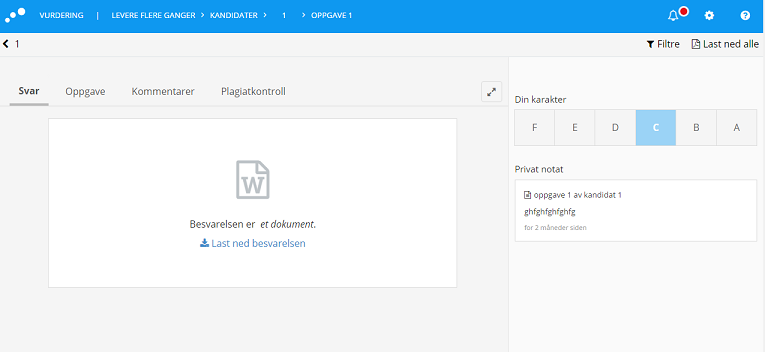 VURDERING | LEVERE FLERE GANGER > KANDIDATER > 1 > OPPGAVE 1
1 Filtre Last ned alle
Svar Oppgave Kommentarer Plagiatkontroll
Din karakter
F E D C B A
W
Besvarelsen er et dokument.
Last ned besvarelsen
Privat notat
oppgave 1 av kandidat 1
ghfghfghfghfg
for 2 måneder siden